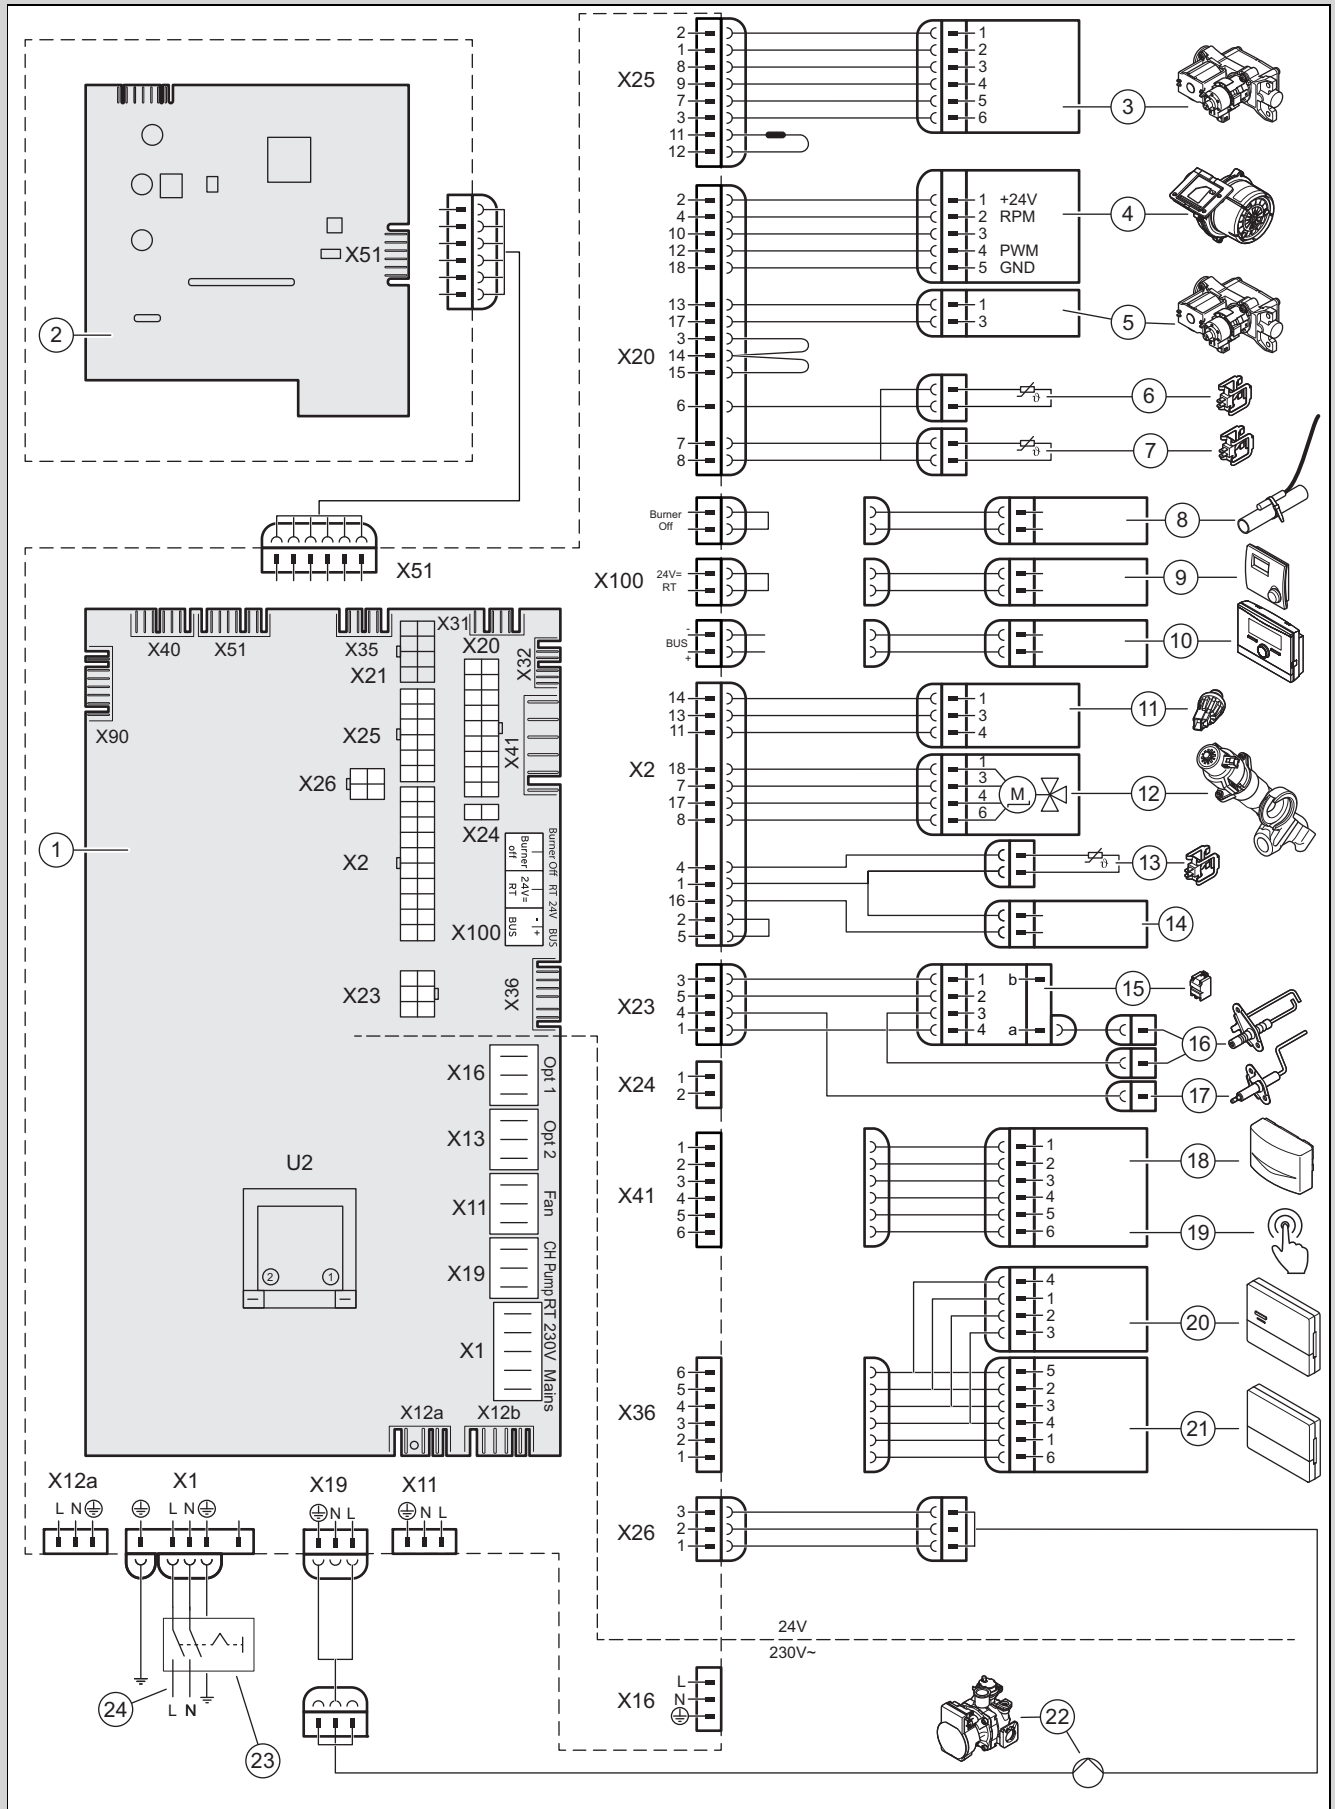 X51
2
X51
X40
X51
X35
X31
X21
X20
X32
X90
X25
X41
X26
X24
X2
1
Burner off
24V= RT
BUS
- +
Burner Off RT 24V BUS
X100
X23
X36
X16
Opt 1
X13
Opt 2
U2
X11
Fan
X19
CH Pump
X1
RT 230V Mains
2 1
X12a
X12b
X12a
L N
X1
L N
X19
N L
X11
N L
L N
24
23
X25
2
1
8
9
7
3
11
12
1
2
3
4
5
6
3
X20
2
4
10
12
18
13
17
3
14
15
6
7
8
1 +24V
2 RPM
3
4 PWM
5 GND
4
1
3
5
ϑ
6
ϑ
7
X100
Burner Off
8
24V= RT
9
-
BUS
+
10
X2
14
13
11
18
7
17
8
4
1
16
2
5
1
3
4
11
1
3
4
6
M
12
ϑ
13
14
X23
3
5
4
1
1
2
3
4
b
a
15
16
17
X24
1
2
X41
1
2
3
4
5
6
1
2
3
4
5
6
18
19
4
1
2
3
20
X36
6
5
4
3
2
1
5
2
3
4
1
6
21
X26
3
2
1
24V
230V~
X16
L
N
22